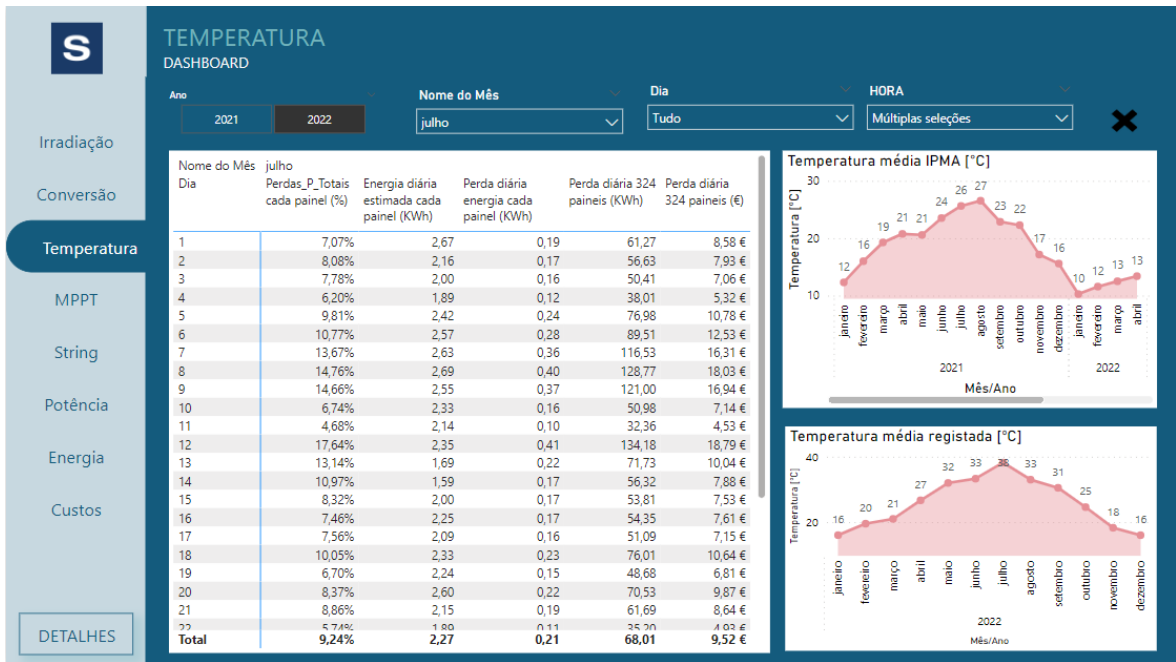 S
TEMPERATURA
DASHBOARD
Irradiação
Conversão
Temperatura
MPPT
String
Potência
Energia
Custos
DETALHES
Ano
2021 2022
Nome do Mês
julho
Dia
Tudo
HORA
Múltiplas seleções
Nome do Mês julho
Dia Perdas_P_Totais cada painel (%) Energia diária estimada cada painel (KWh) Perda diária energia cada painel (KWh) Perda diária 324 paineis (KWh) Perda diária 324 paineis (€)
1 7,07% 2,67 0,19 61,27 8,58 €
2 8,08% 2,16 0,17 56,63 7,93 €
3 7,78% 2,00 0,16 50,41 7,06 €
4 6,20% 1,89 0,12 38,01 5,32 €
5 9,81% 2,42 0,24 76,98 10,78 €
6 10,77% 2,57 0,28 89,51 12,53 €
7 13,67% 2,63 0,36 116,53 16,31 €
8 14,76% 2,69 0,40 128,77 18,03 €
9 14,66% 2,55 0,37 121,00 16,94 €
10 6,74% 2,33 0,16 50,98 7,14 €
11 4,68% 2,14 0,10 32,36 4,53 €
12 17,64% 2,35 0,41 134,18 18,79 €
13 13,14% 1,69 0,22 71,73 10,04 €
14 10,97% 1,59 0,17 56,32 7,88 €
15 8,32% 2,00 0,17 53,81 7,53 €
16 7,46% 2,25 0,17 54,35 7,61 €
17 7,56% 2,09 0,16 51,09 7,15 €
18 10,05% 2,33 0,23 76,01 10,64 €
19 6,70% 2,24 0,15 48,68 6,81 €
20 8,37% 2,60 0,22 70,53 9,87 €
21 8,86% 2,15 0,19 61,69 8,64 €
22 5,74% 1,89 0,11 35,20 4,93 €
Total 9,24% 2,27 0,21 68,01 9,52 €
Temperatura média IPMA [°C]
Temperatura [°C]
30
20
10
12 16 19 21 21 24 26 27 23 22 17 16 10 12 13 13
janeiro fevereiro março abril maio junho julho agosto setembro outubro novembro dezembro janeiro fevereiro março abril
2021 2022
Mês/Ano
Temperatura média registada [°C]
Temperatura [°C]
40
20
16 20 21 27 32 33 38 33 31 25 18 16
janeiro fevereiro março abril maio junho julho agosto setembro outubro novembro dezembro
2022
Mês/Ano